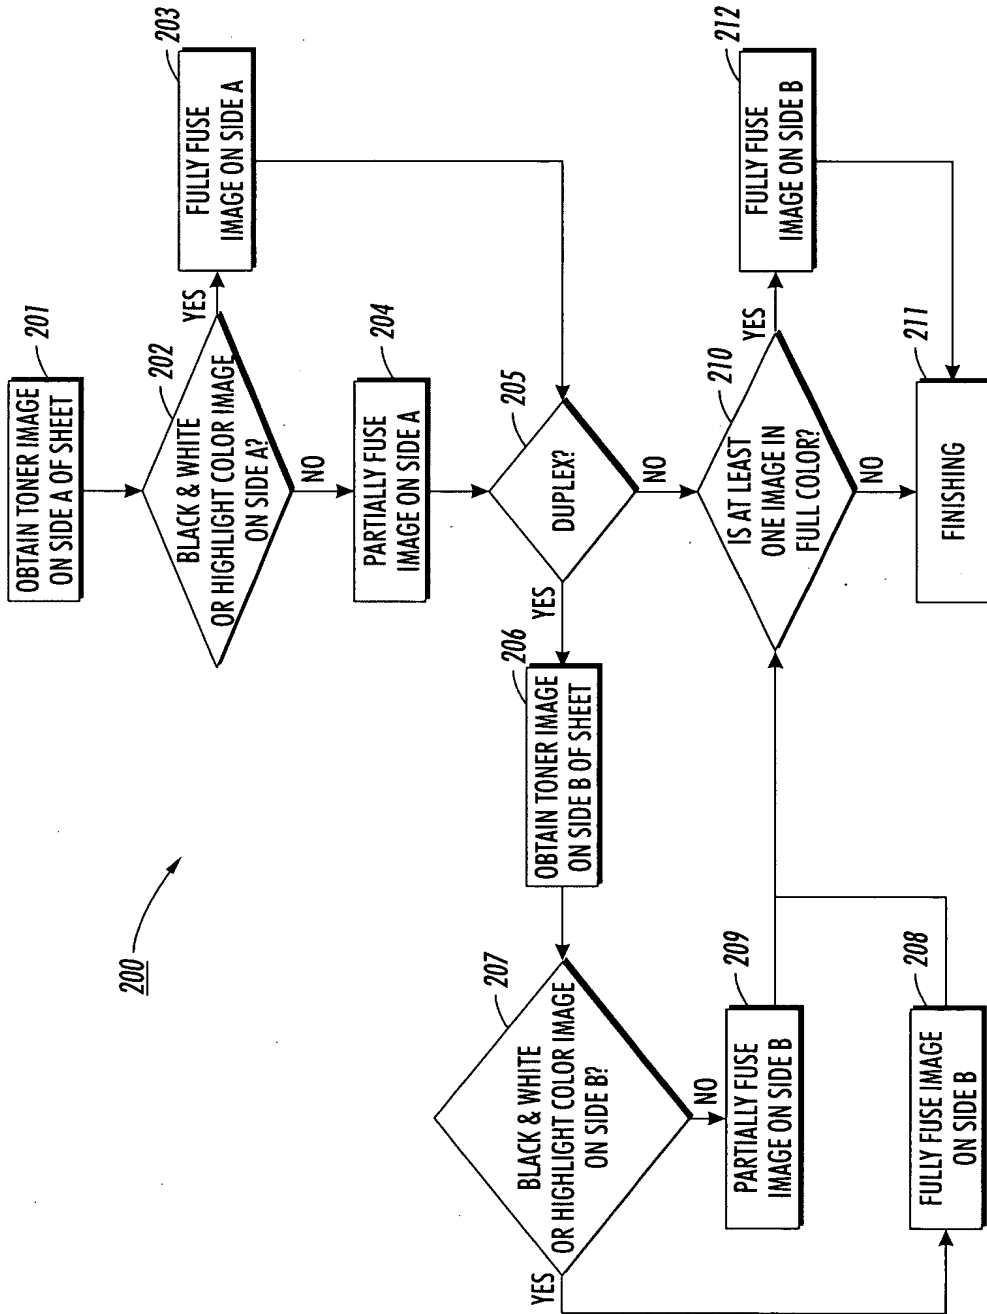 200
201
OBTAIN TONER IMAGE
ON SIDE A OF SHEET
202
BLACK & WHITE
OR HIGHLIGHT COLOR IMAGE
ON SIDE A?
YES
NO
203
FULLY FUSE
IMAGE ON SIDE A
204
PARTIALLY FUSE
IMAGE ON SIDE A
205
DUPLEX?
YES
NO
206
OBTAIN TONER IMAGE
ON SIDE B OF SHEET
207
BLACK & WHITE
OR HIGHLIGHT COLOR IMAGE
ON SIDE B?
YES
NO
209
PARTIALLY FUSE
IMAGE ON SIDE B
208
FULLY FUSE IMAGE
ON SIDE B
210
IS AT LEAST
ONE IMAGE IN
FULL COLOR?
YES
NO
212
FULLY FUSE
IMAGE ON SIDE B
211
FINISHING